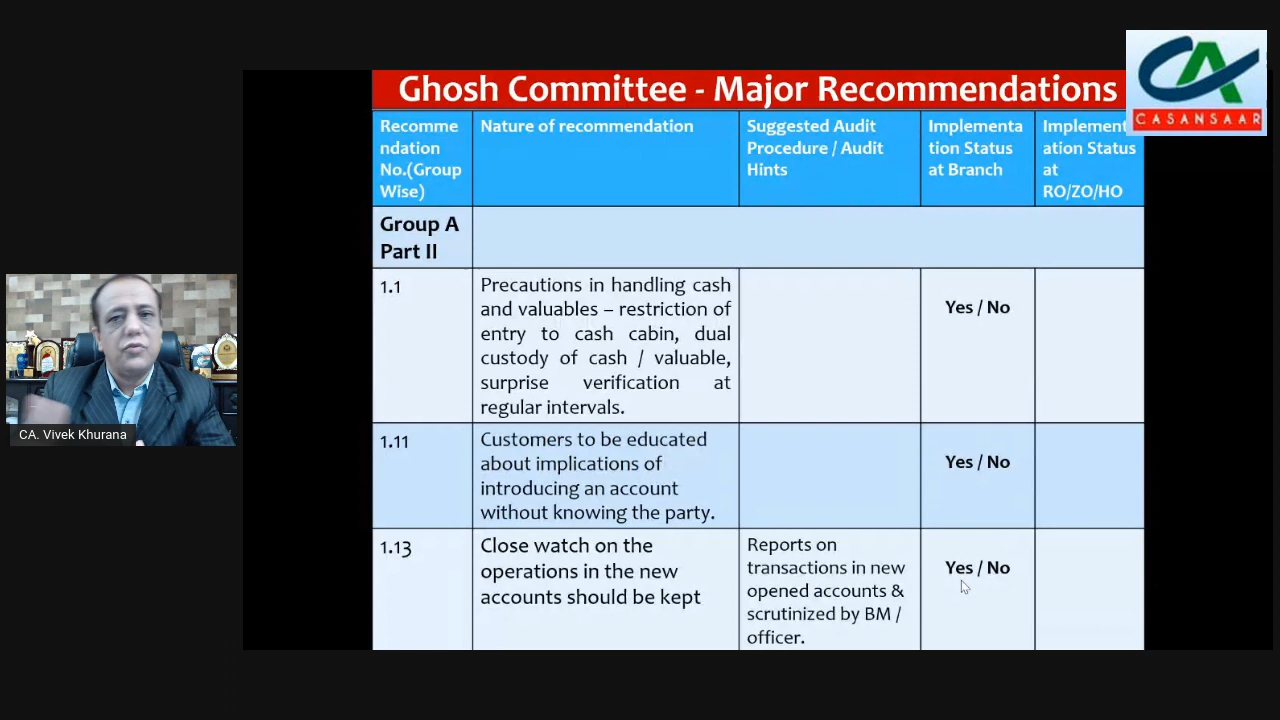 Ghosh Committee - Major Recommendations
CASANSAAR
Recomme
ndation
No.(Group
Wise)
Nature of recommendation
Suggested Audit
Procedure / Audit
Hints
Implementa
tion Status
at Branch
Implement
ation Status
at
RO/ZO/HO
Group A
Part II
1.1
Precautions in handling cash
and valuables – restriction of
entry to cash cabin, dual
custody of cash / valuable,
surprise verification at
regular intervals.
Yes / No
1.11
Customers to be educated
about implications of
introducing an account
without knowing the party.
Yes / No
1.13
Close watch on the
operations in the new
accounts should be kept
Reports on
transactions in new
opened accounts &
scrutinized by BM /
officer.
Yes / No
CA. Vivek Khurana